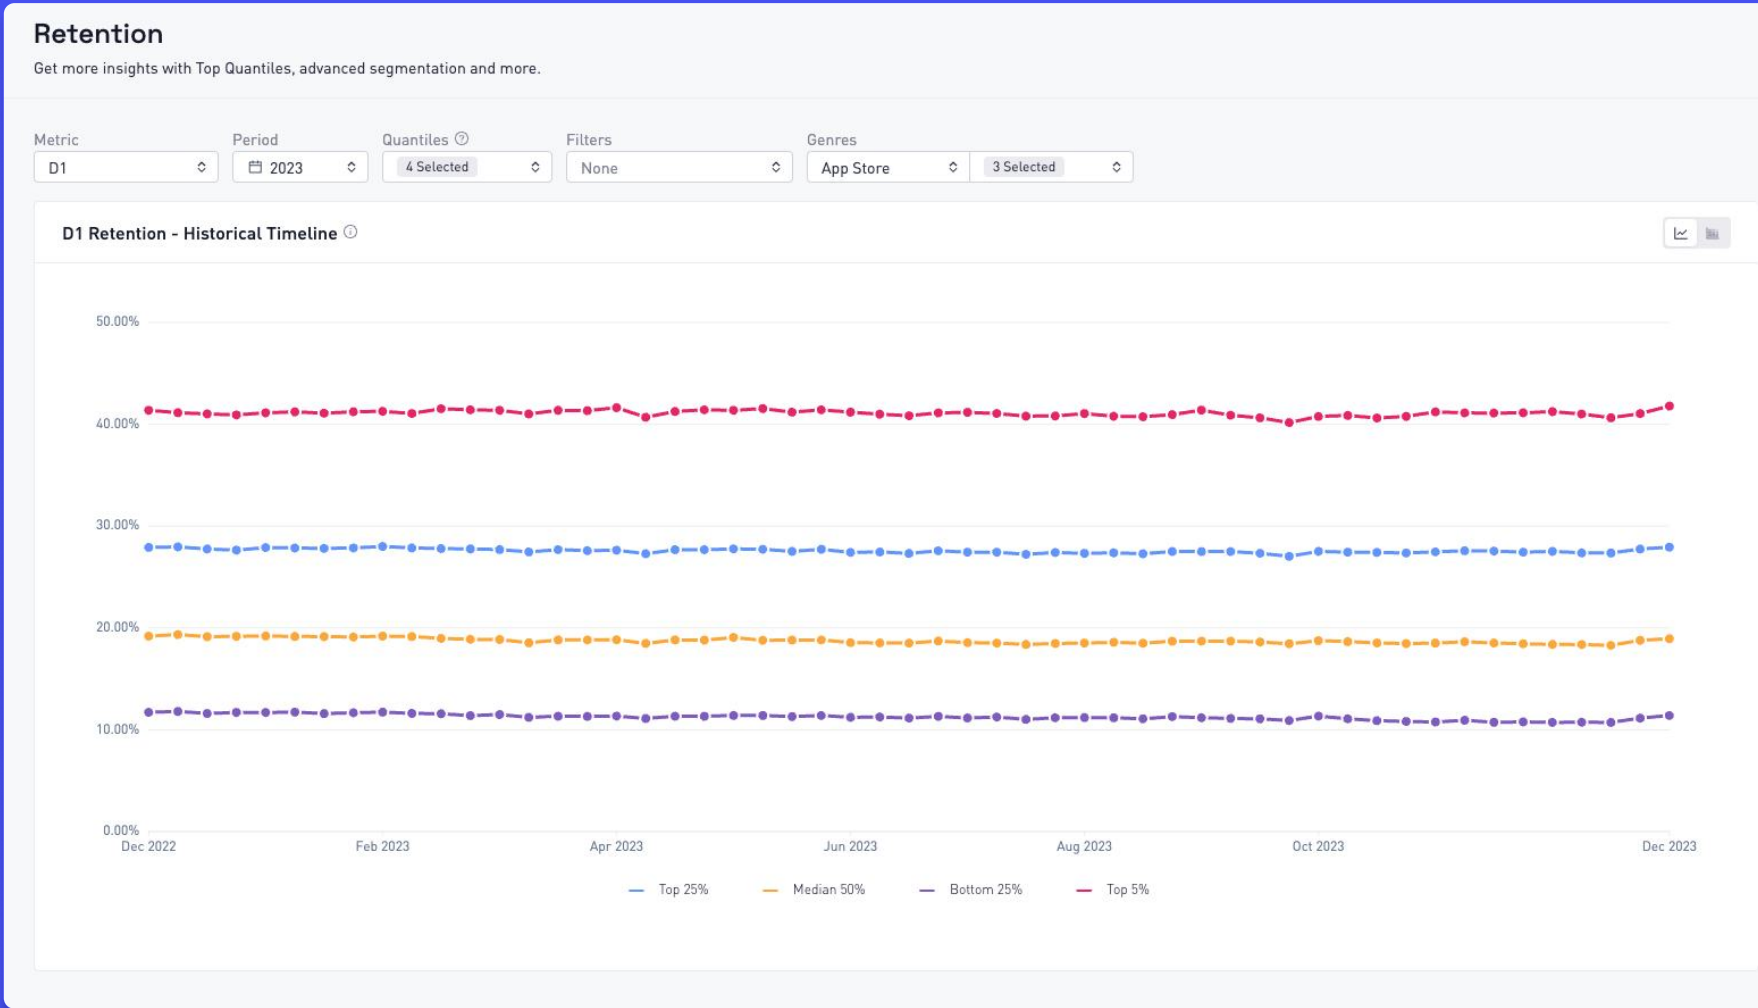 Retention
Get more insights with Top Quantiles, advanced segmentation and more.
Metric Period Quantiles Filters Genres
D1 2023 4 Selected None App Store 3 Selected
D1 Retention - Historical Timeline
50.00%
40.00%
30.00%
20.00%
10.00%
0.00%
Dec 2022 Feb 2023 Apr 2023 Jun 2023 Aug 2023 Oct 2023 Dec 2023
Top 25% Median 50% Bottom 25% Top 5%